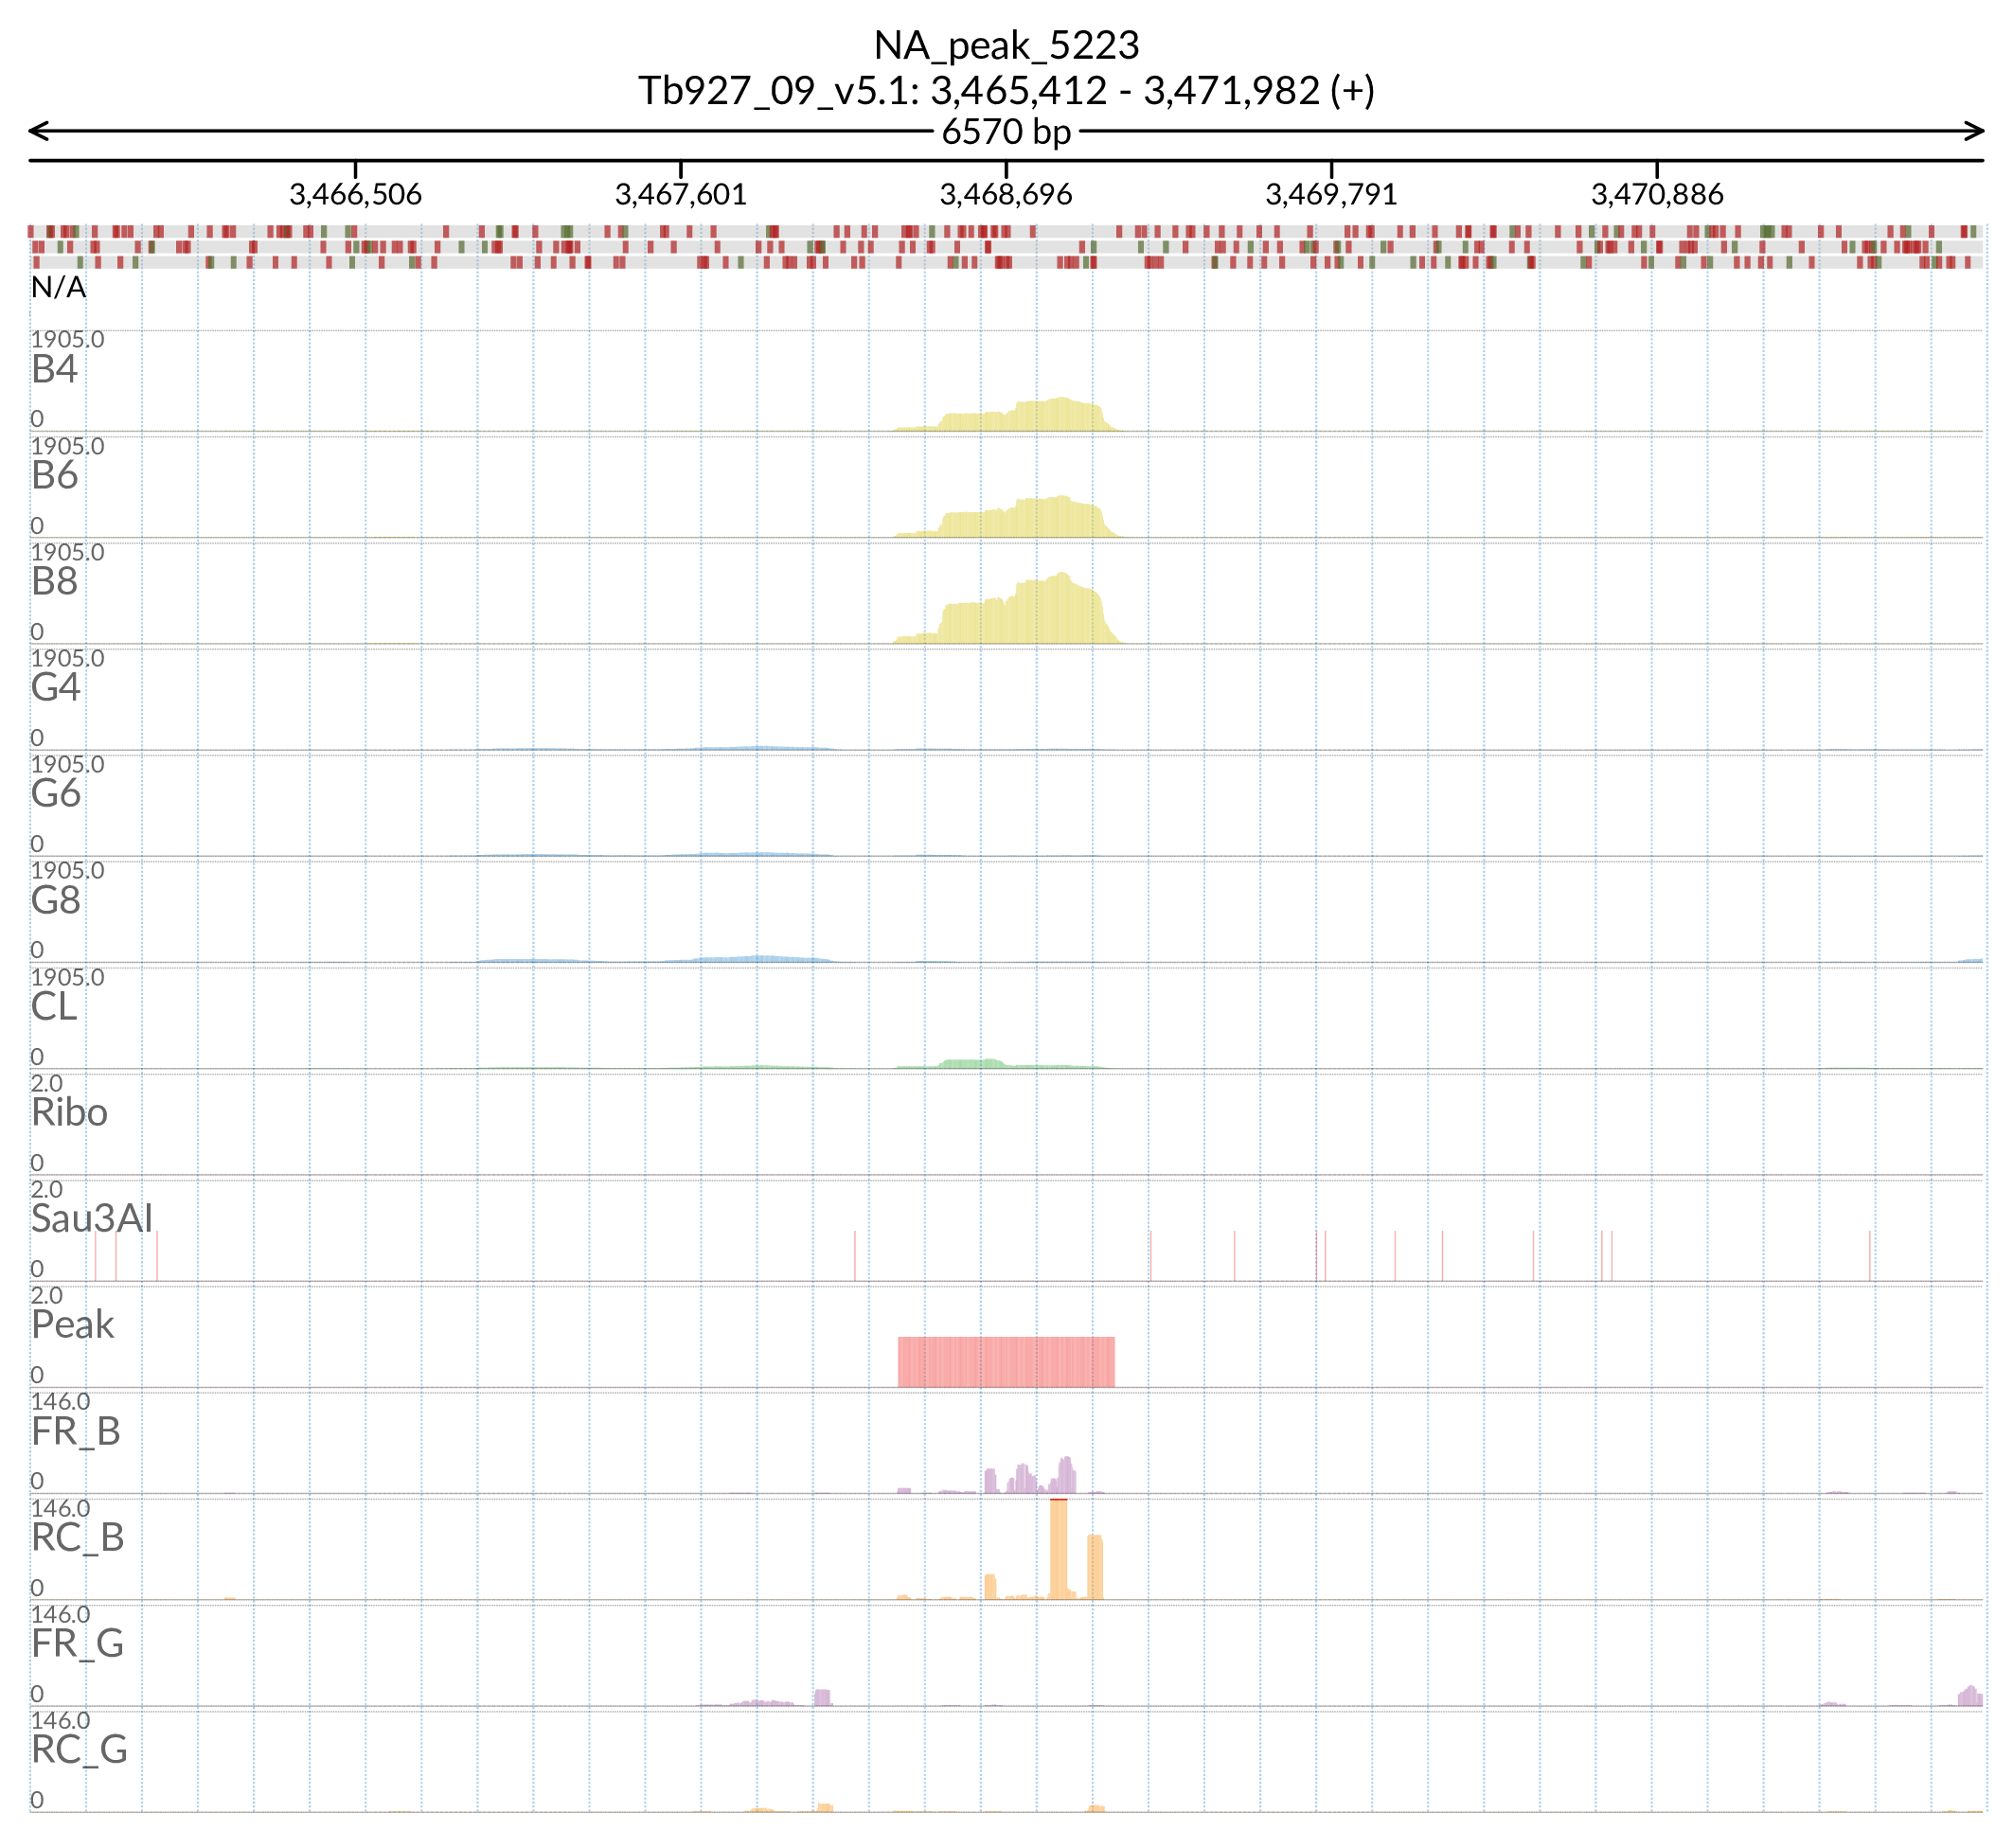 NA_peak_5223
Tb927_09_v5.1: 3,465,412 - 3,471,982 (+)
6570 bp
3,466,506 3,467,601 3,468,696 3,469,791 3,470,886
N/A
1905.0
B4
0
1905.0
B6
0
1905.0
B8
0
1905.0
G4
0
1905.0
G6
0
1905.0
G8
0
1905.0
CL
0
2.0
Ribo
0
2.0
Sau3AI
0
2.0
Peak
0
146.0
FR_B
0
146.0
RC_B
0
146.0
FR_G
0
146.0
RC_G
0